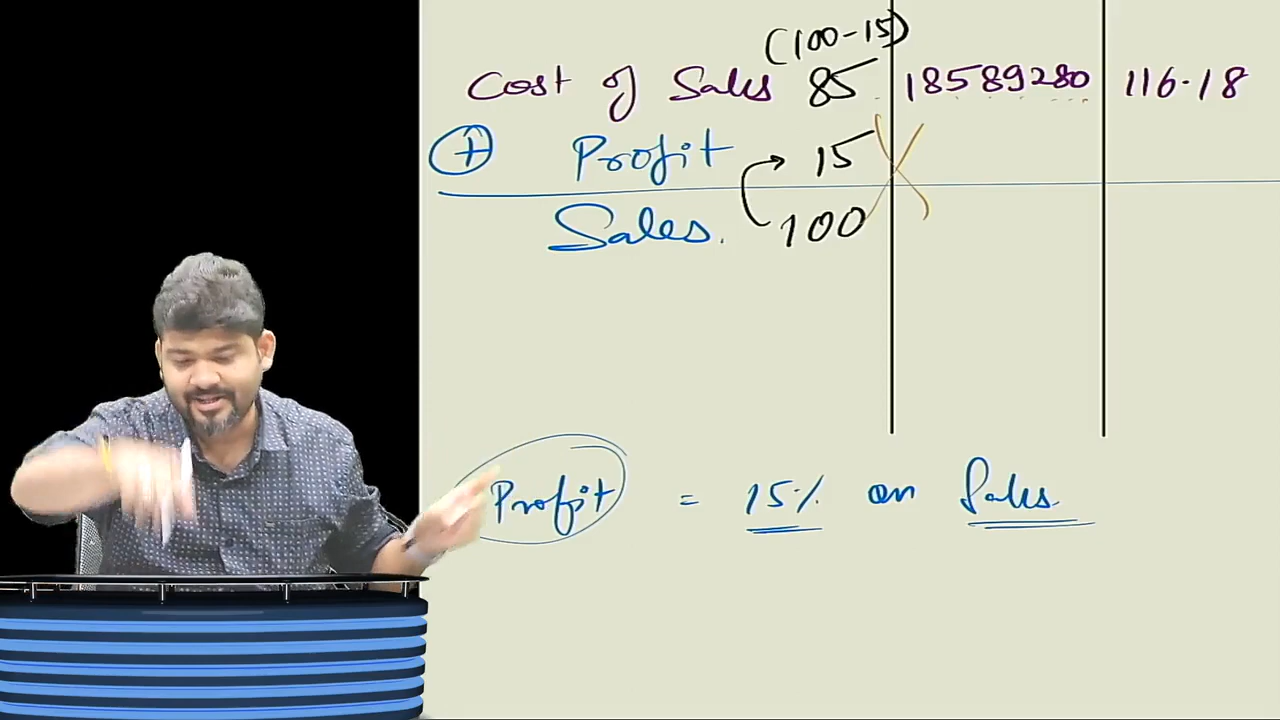 (100-15)
Cost of Sales 85 18589280 116.18
+ Profit 15
Sales. 100
Profit = 15% on Sales